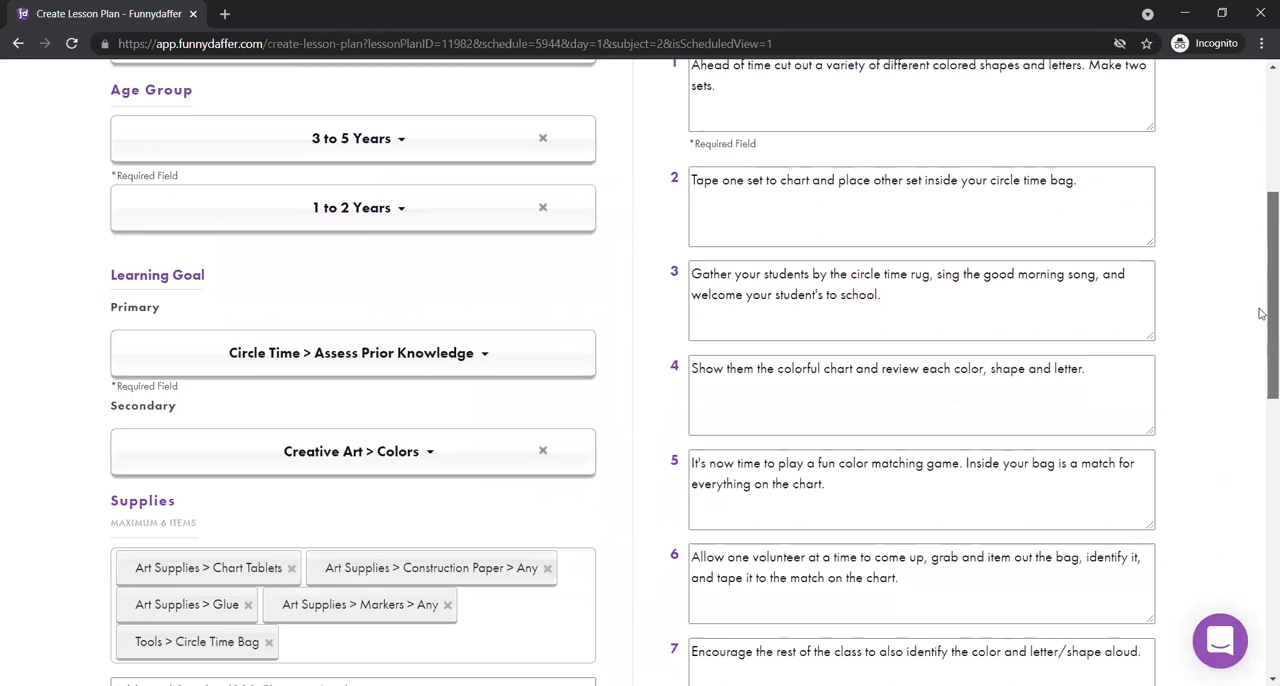 Create Lesson Plan - Funnydaffer
https://app.funnydaffer.com/create-lesson-plan?lessonPlanID=11982&schedule=5944&day=1&subject=2&isScheduledView=1
Incognito
Age Group
3 to 5 Years
*Required Field
1 to 2 Years
Learning Goal
Primary
Circle Time > Assess Prior Knowledge
*Required Field
Secondary
Creative Art > Colors
Supplies
MAXIMUM 6 ITEMS
Art Supplies > Chart Tablets
Art Supplies > Construction Paper > Any
Art Supplies > Glue
Art Supplies > Markers > Any
Tools > Circle Time Bag
1
Ahead of time cut out a variety of different colored shapes and letters. Make two
sets.
*Required Field
2
Tape one set to chart and place other set inside your circle time bag.
3
Gather your students by the circle time rug, sing the good morning song, and
welcome your student's to school.
4
Show them the colorful chart and review each color, shape and letter.
5
It's now time to play a fun color matching game. Inside your bag is a match for
everything on the chart.
6
Allow one volunteer at a time to come up, grab and item out the bag, identify it,
and tape it to the match on the chart.
7
Encourage the rest of the class to also identify the color and letter/shape aloud.